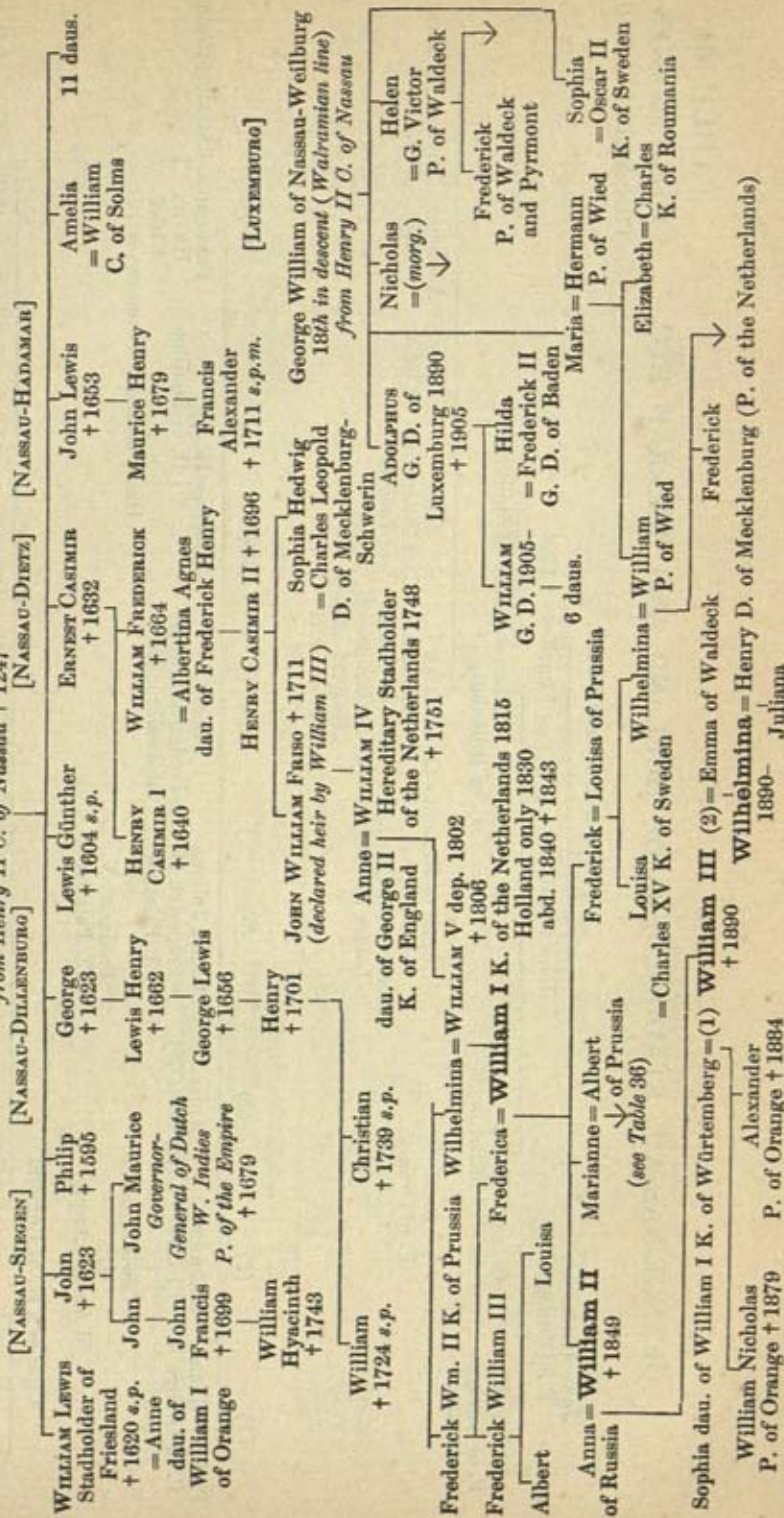 from Henry II C. of Nassau † 1247
[NASSAU-SIEGEN] [NASSAU-DILLENBURG] [NASSAU-DIETZ] [NASSAU-HADAMAR]
WILLIAM LEWIS
Stadholder of
Friesland
† 1620 s.p.
=Anne
dau. of
William I
of Orange
John
† 1623
Philip
† 1595
George
† 1623
Lewis Günther
† 1604 s.p.
ERNEST CASIMIR
† 1632
John Lewis
† 1653
Amelia
=William
C. of Solms
11 daus.
John
John Maurice
Governor-
General of Dutch
W. Indies
P. of the Empire
† 1679
Lewis Henry
† 1662
HENRY
CASIMIR I
† 1640
WILLIAM FREDERICK
† 1664
=Albertina Agnes
dau. of Frederick Henry
Maurice Henry
† 1679
John
Francis
† 1699
George Lewis
† 1656
Francis
Alexander
† 1711 s.p.m.
William
Hyacinth
† 1743
Henry
† 1701
HENRY CASIMIR II † 1696
[LUXEMBURG]
William
† 1724 s.p.
Christian
† 1739 s.p.
JOHN WILLIAM FRISO † 1711
(declared heir by William III)
Sophia Hedwig
=Charles Leopold
D. of Mecklenburg-
Schwerin
George William of Nassau-Weilburg
18th in descent (Walramian line)
from Henry II C. of Nassau
Anne=WILLIAM IV
dau. of George II
K. of England
Hereditary Stadholder
of the Netherlands 1748
† 1751
ADOLPHUS
G. D. of
Luxemburg 1890
† 1905
Nicholas
=(morg.)
Helen
=G. Victor
P. of Waldeck
Frederick
P. of Waldeck
and Pyrmont
Frederick Wm. II K. of Prussia Wilhelmina=WILLIAM V dep. 1802
† 1806
Frederick William III Frederica=William I K. of the Netherlands 1815
Holland only 1830
abd. 1840 † 1843
WILLIAM
G. D. 1905-
6 daus.
Hilda
=Frederick II
G. D. of Baden
Maria=Hermann
P. of Wied
Sophia
=Oscar II
K. of Sweden
Albert
Louisa
Anna=William II
of Russia † 1849
Marianne=Albert
of Prussia
(see Table 36)
Frederick=Louisa of Prussia
Louisa
=Charles XV K. of Sweden
Wilhelmina=William
P. of Wied
Elizabeth=Charles
K. of Roumania
Frederick
Sophia dau. of William I K. of Würtemberg=(1) William III (2)=Emma of Waldeck
† 1890
William Nicholas
P. of Orange † 1879
Alexander
P. of Orange † 1884
Wilhelmina=Henry D. of Mecklenburg (P. of the Netherlands)
1890-
Juliana